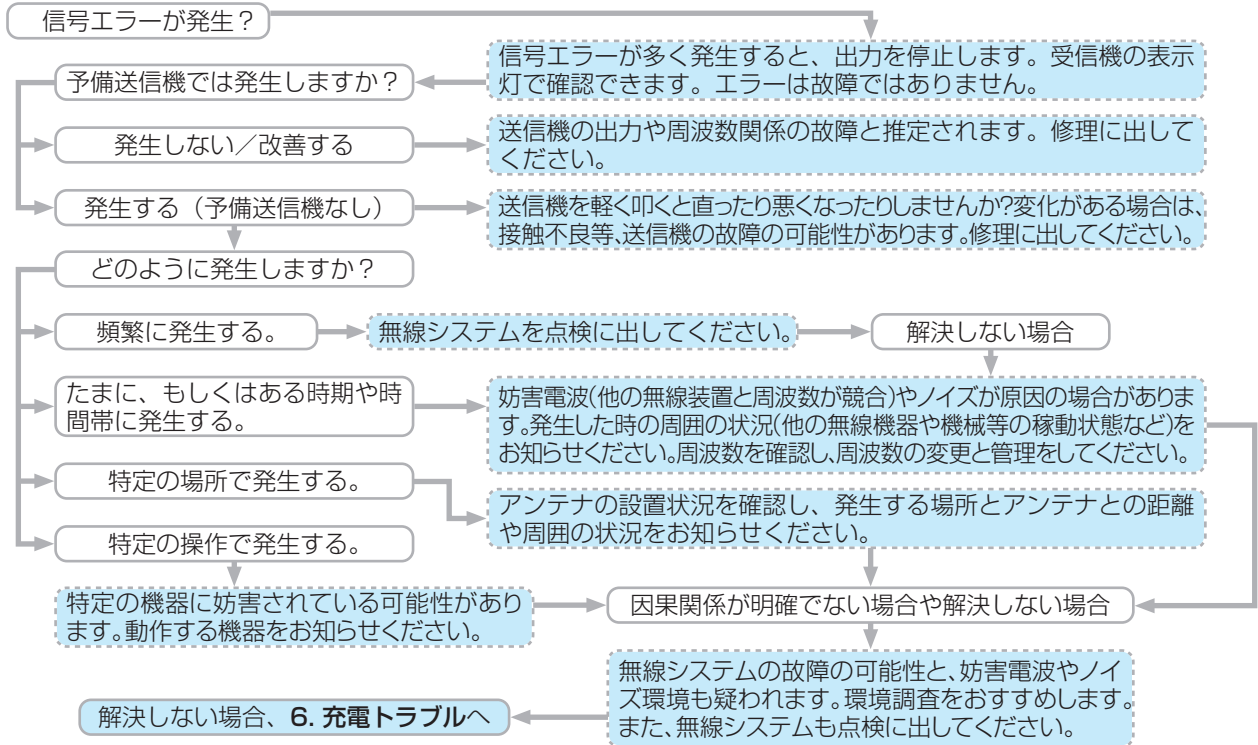 信号エラーが発生？
信号エラーが多く発生すると、出力を停止します。受信機の表示
灯で確認できます。エラーは故障ではありません。
予備送信機では発生しますか？
発生しない／改善する
送信機の出力や周波数関係の故障と推定されます。修理に出して
ください。
発生する（予備送信機なし）
送信機を軽く叩くと直ったり悪くなったりしませんか?変化がある場合は、
接触不良等、送信機の故障の可能性があります。修理に出してください。
どのように発生しますか？
頻繁に発生する。
無線システムを点検に出してください。
解決しない場合
たまに、もしくはある時期や時
間帯に発生する。
妨害電波(他の無線装置と周波数が競合)やノイズが原因の場合がありま
す。発生した時の周囲の状況(他の無線機器や機械等の稼動状態など)を
お知らせください。周波数を確認し、周波数の変更と管理をしてください。
特定の場所で発生する。
アンテナの設置状況を確認し、発生する場所とアンテナとの距離
や周囲の状況をお知らせください。
特定の操作で発生する。
特定の機器に妨害されている可能性があり
ます。動作する機器をお知らせください。
因果関係が明確でない場合や解決しない場合
無線システムの故障の可能性と、妨害電波やノイ
ズ環境も疑われます。環境調査をおすすめします。
また、無線システムも点検に出してください。
解決しない場合、6. 充電トラブルへ